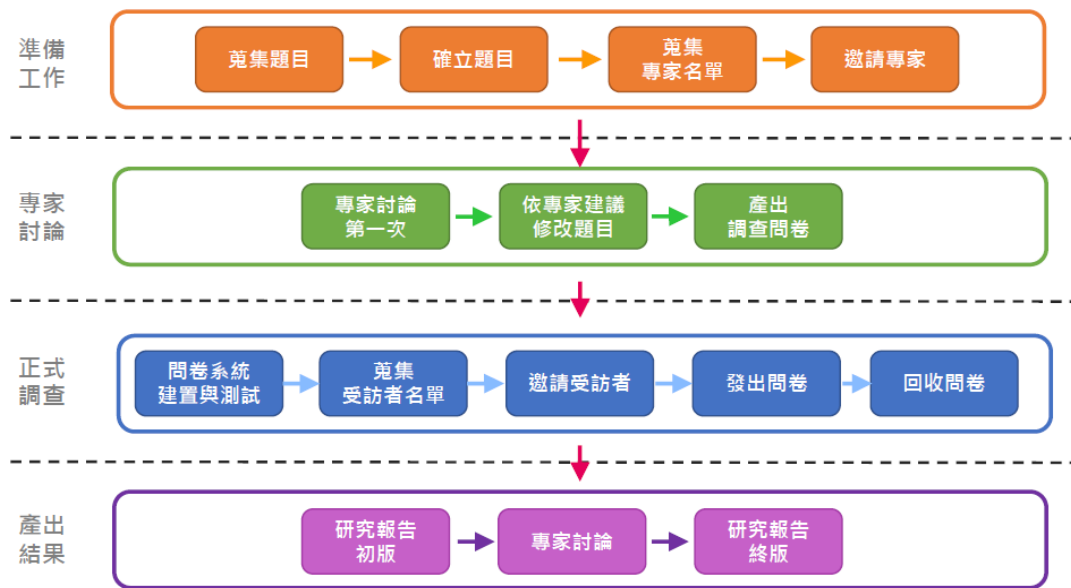 準備
工作
蒐集題目
確立題目
蒐集
專家名單
邀請專家
專家
討論
專家討論
第一次
依專家建議
修改題目
產出
調查問卷
正式
調查
問卷系統
建置與測試
蒐集
受訪者名單
邀請受訪者
發出問卷
回收問卷
產出
結果
研究報告
初版
專家討論
研究報告
終版